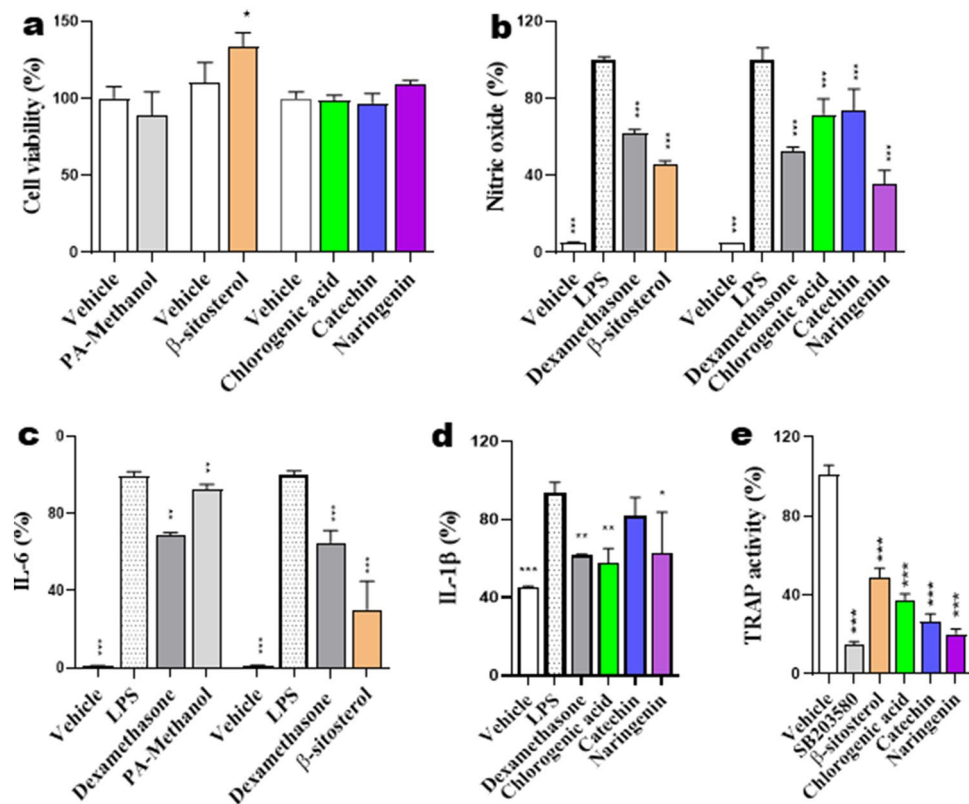 a
Cell viability (%)
150
100
50
0
*
Vehicle
PA-Methanol
Vehicle
β-sitosterol
Vehicle
Chlorogenic acid
Catechin
Naringenin
b
Nitric oxide (%)
120
80
40
0
***
***
***
***
***
***
***
***
Vehicle
LPS
Dexamethasone
β-sitosterol
Vehicle
LPS
Dexamethasone
Chlorogenic acid
Catechin
Naringenin
c
IL-6 (%)
0
80
40
0
***
**
**
***
***
***
Vehicle
LPS
Dexamethasone
PA-Methanol
Vehicle
LPS
Dexamethasone
β-sitosterol
d
IL-1β (%)
120
80
40
0
***
**
**
*
Vehicle
LPS
Dexamethasone
Chlorogenic acid
Catechin
Naringenin
e
TRAP activity (%)
120
80
40
0
***
***
***
***
***
Vehicle
SB203580
β-sitosterol
Chlorogenic acid
Catechin
Naringenin